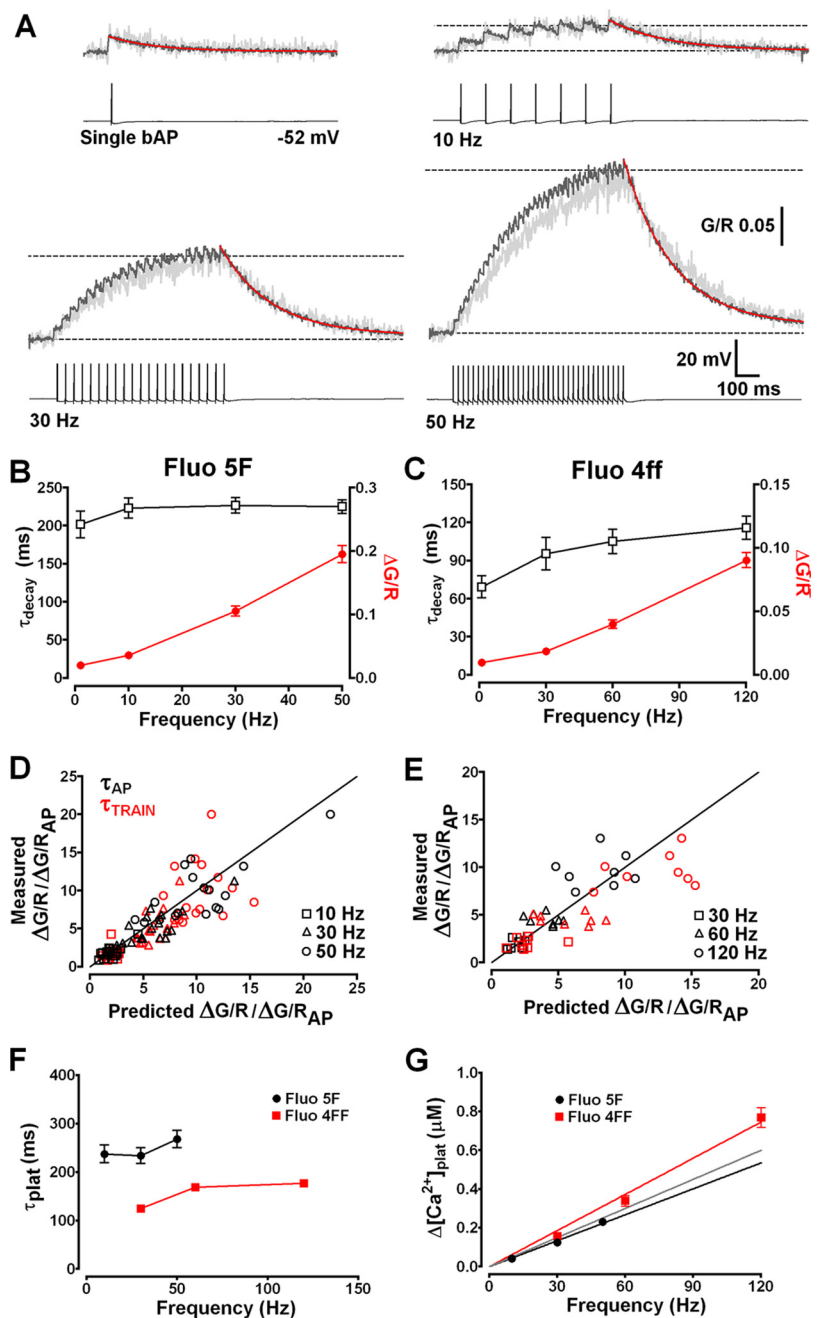 A
Single bAP
-52 mV
10 Hz
G/R 0.05
20 mV
100 ms
30 Hz
50 Hz
B
Fluo 5F
τdecay (ms)
250
200
150
100
50
0
0.3
0.2
0.1
0.0
ΔG/R
0 10 20 30 40 50
Frequency (Hz)
C
Fluo 4ff
τdecay (ms)
150
120
90
60
30
0
0.15
0.10
0.05
0.00
ΔG/R
0 30 60 90 120
Frequency (Hz)
D
τAP
τTRAIN
Measured
ΔG/R / ΔG/RAP
25
20
15
10
5
0
10 Hz
30 Hz
50 Hz
0 5 10 15 20 25
Predicted ΔG/R / ΔG/RAP
E
Measured
ΔG/R / ΔG/RAP
20
15
10
5
0
30 Hz
60 Hz
120 Hz
0 5 10 15 20
Predicted ΔG/R / ΔG/RAP
F
τplat (ms)
400
300
200
100
0
Fluo 5F
Fluo 4FF
0 50 100 150
Frequency (Hz)
G
Δ[Ca2+]plat (μM)
1.0
0.8
0.6
0.4
0.2
0.0
Fluo 5F
Fluo 4FF
0 30 60 90 120
Frequency (Hz)